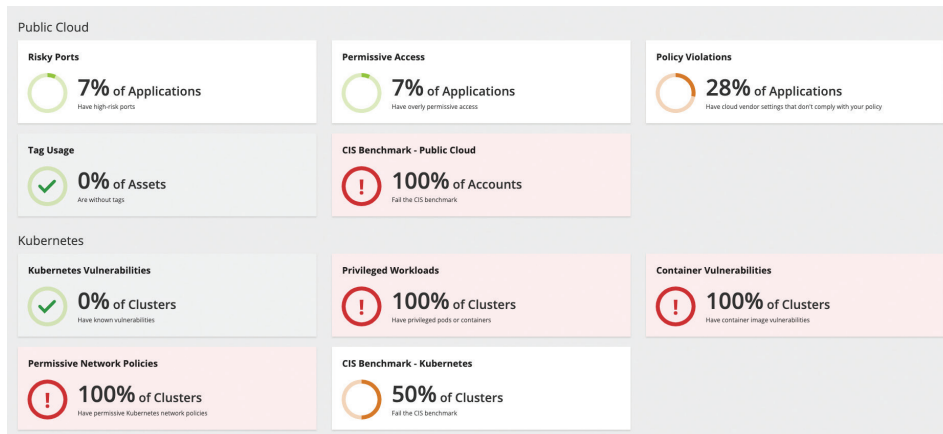 Public Cloud
Risky Ports
7% of Applications
Have high-risk ports
Permissive Access
7% of Applications
Have overly permissive access
Policy Violations
28% of Applications
Have cloud vendor settings that don't comply with your policy
Tag Usage
0% of Assets
Are without tags
CIS Benchmark - Public Cloud
100% of Accounts
Fail the CIS benchmark
Kubernetes
Kubernetes Vulnerabilities
0% of Clusters
Have known vulnerabilities
Privileged Workloads
100% of Clusters
Have privileged pods or containers
Container Vulnerabilities
100% of Clusters
Have container image vulnerabilities
Permissive Network Policies
100% of Clusters
Have permissive Kubernetes network policies
CIS Benchmark - Kubernetes
50% of Clusters
Fail the CIS benchmark